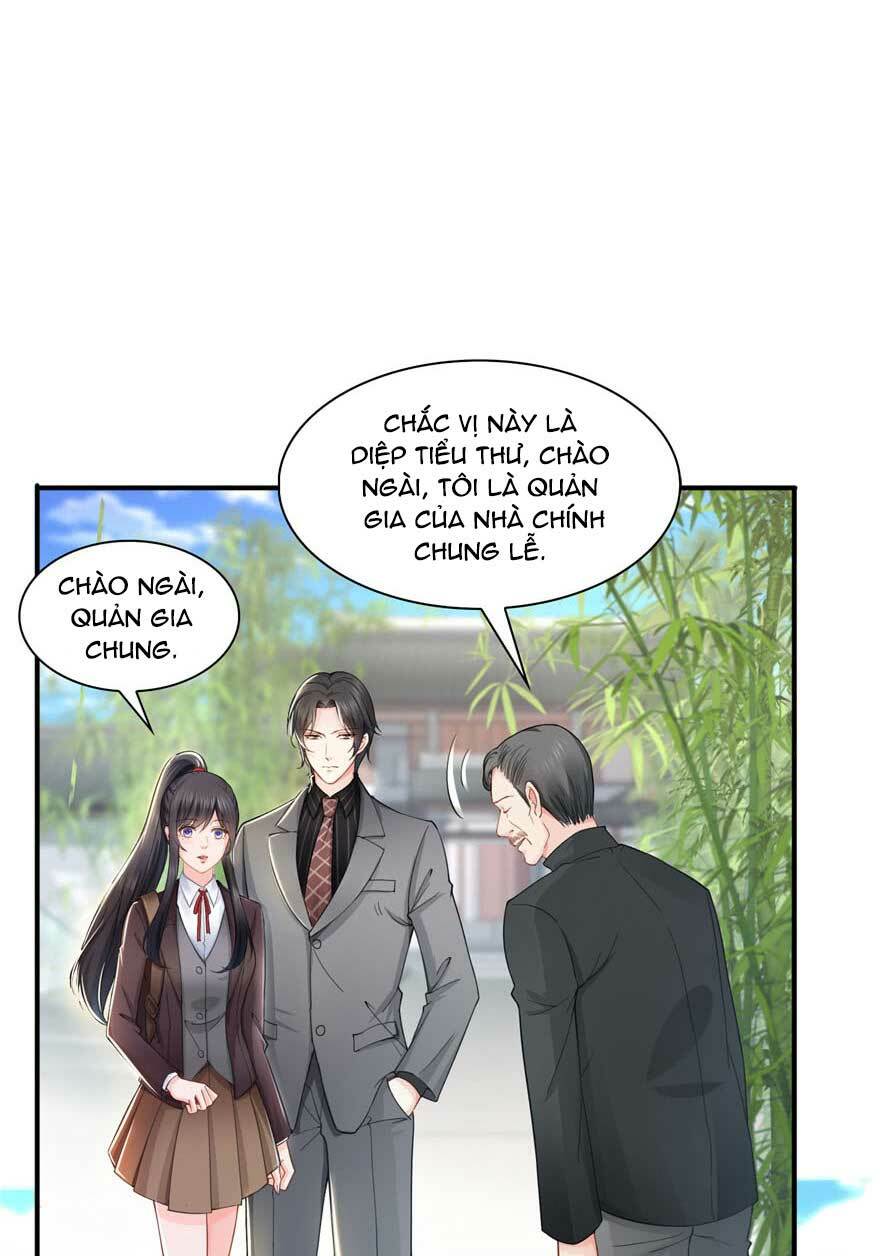 CHẮC VỊ NÀY LÀ
DIỆP TIỂU THƯ, CHÀO
NGÀI, TÔI LÀ QUẢN
GIA CỦA NHÀ CHÍNH
CHUNG LỄ.
CHÀO NGÀI,
QUẢN GIA
CHUNG.